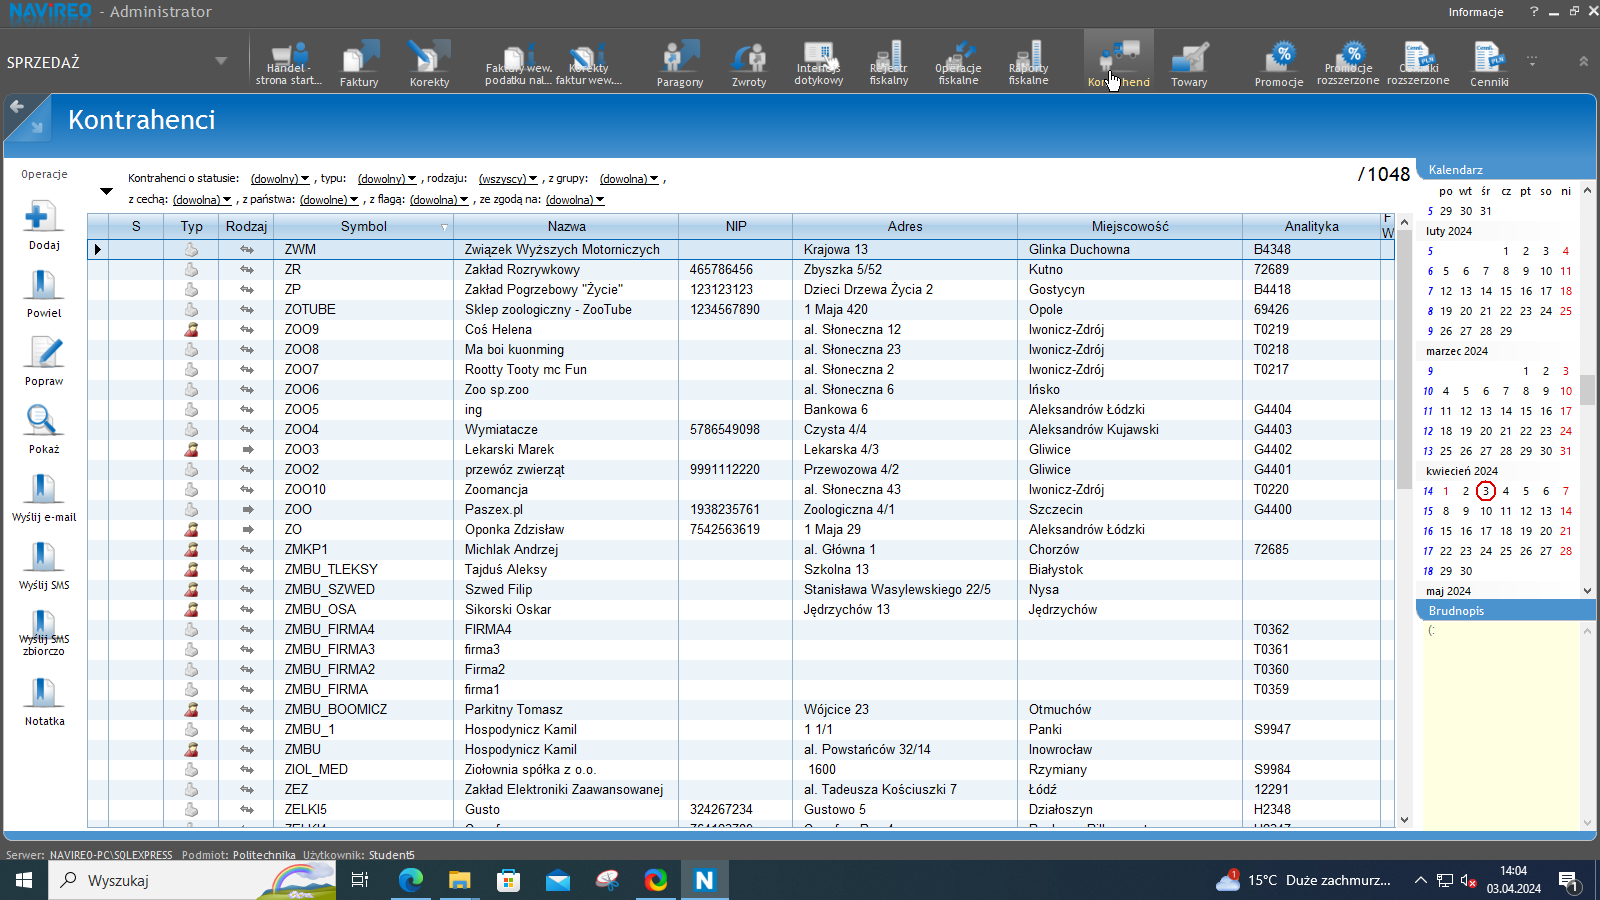 NAVIREO - Administrator
Informacje
SPRZEDAŻ
Handel - strona start...
Faktury
Korekty
Faktury wew. podatku nal...
Korekty faktur wew....
Paragony
Zwroty
Interfejs dotykowy
Rejestr fiskalny
Operacje fiskalne
Raporty fiskalne
Kontrahenci
Towary
Promocje
Promocje rozszerzone
Cenniki rozszerzone
Cenniki
Kontrahenci
Operacje
Dodaj
Powiel
Popraw
Pokaż
Wyślij e-mail
Wyślij SMS
Wyślij SMS zbiorczo
Notatka
Kontrahenci o statusie: (dowolny) , typu: (dowolny) , rodzaju: (wszyscy) , z grupy: (dowolna) ,
z cechą: (dowolna) , z państwa: (dowolne) , z flagą: (dowolna) , ze zgodą na: (dowolna)
/1048
S Typ Rodzaj Symbol Nazwa NIP Adres Miejscowość Analityka F W
ZWM Związek Wyższych Motorniczych Krajowa 13 Glinka Duchowna B4348
ZR Zakład Rozrywkowy 465786456 Zbyszka 5/52 Kutno 72689
ZP Zakład Pogrzebowy "Życie" 123123123 Dzieci Drzewa Życia 2 Gostycyn B4418
ZOTUBE Sklep zoologiczny - ZooTube 1234567890 1 Maja 420 Opole 69426
ZOO9 Coś Helena al. Słoneczna 12 Iwonicz-Zdrój T0219
ZOO8 Ma boi kuonming al. Słoneczna 23 Iwonicz-Zdrój T0218
ZOO7 Rootty Tooty mc Fun al. Słoneczna 2 Iwonicz-Zdrój T0217
ZOO6 Zoo sp.zoo al. Słoneczna 6 Ińsko
ZOO5 ing Bankowa 6 Aleksandrów Łódzki G4404
ZOO4 Wymiatacze 5786549098 Czysta 4/4 Aleksandrów Kujawski G4403
ZOO3 Lekarski Marek Lekarska 4/3 Gliwice G4402
ZOO2 przewóz zwierząt 9991112220 Przewozowa 4/2 Gliwice G4401
ZOO10 Zoomancja al. Słoneczna 43 Iwonicz-Zdrój T0220
ZOO Paszex.pl 1938235761 Zoologiczna 4/1 Szczecin G4400
ZO Oponka Zdzisław 7542563619 1 Maja 29 Aleksandrów Łódzki
ZMKP1 Michlak Andrzej al. Główna 1 Chorzów 72685
ZMBU_TLEKSY Tajduś Aleksy Szkolna 13 Białystok
ZMBU_SZWED Szwed Filip Stanisława Wasylewskiego 22/5 Nysa
ZMBU_OSA Sikorski Oskar Jędrzychów 13 Jędrzychów
ZMBU_FIRMA4 FIRMA4 T0362
ZMBU_FIRMA3 firma3 T0361
ZMBU_FIRMA2 Firma2 T0360
ZMBU_FIRMA firma1 T0359
ZMBU_BOOMICZ Parkitny Tomasz Wójcice 23 Otmuchów
ZMBU_1 Hospodynicz Kamil 1 1/1 Panki S9947
ZMBU Hospodynicz Kamil al. Powstańców 32/14 Inowrocław
ZIOL_MED Ziołownia spółka z o.o. 1600 Rzymiany S9984
ZEZ Zakład Elektroniki Zaawansowanej al. Tadeusza Kościuszki 7 Łódź 12291
ZELKI5 Gusto 324267234 Gustowo 5 Działoszyn H2348
Kalendarz
po wt śr cz pt so ni
5 29 30 31
luty 2024
5 1 2 3 4
6 5 6 7 8 9 10 11
7 12 13 14 15 16 17 18
8 19 20 21 22 23 24 25
9 26 27 28 29
marzec 2024
9 1 2 3
10 4 5 6 7 8 9 10
11 11 12 13 14 15 16 17
12 18 19 20 21 22 23 24
13 25 26 27 28 29 30 31
kwiecień 2024
14 1 2 3 4 5 6 7
15 8 9 10 11 12 13 14
16 15 16 17 18 19 20 21
17 22 23 24 25 26 27 28
18 29 30
maj 2024
Brudnopis
(:
Serwer: NAVIREO-PC\SQLEXPRESS Podmiot: Politechnika Użytkownik: Student5
Wyszukaj
1
15°C Duże zachmurz...
14:04
03.04.2024
1